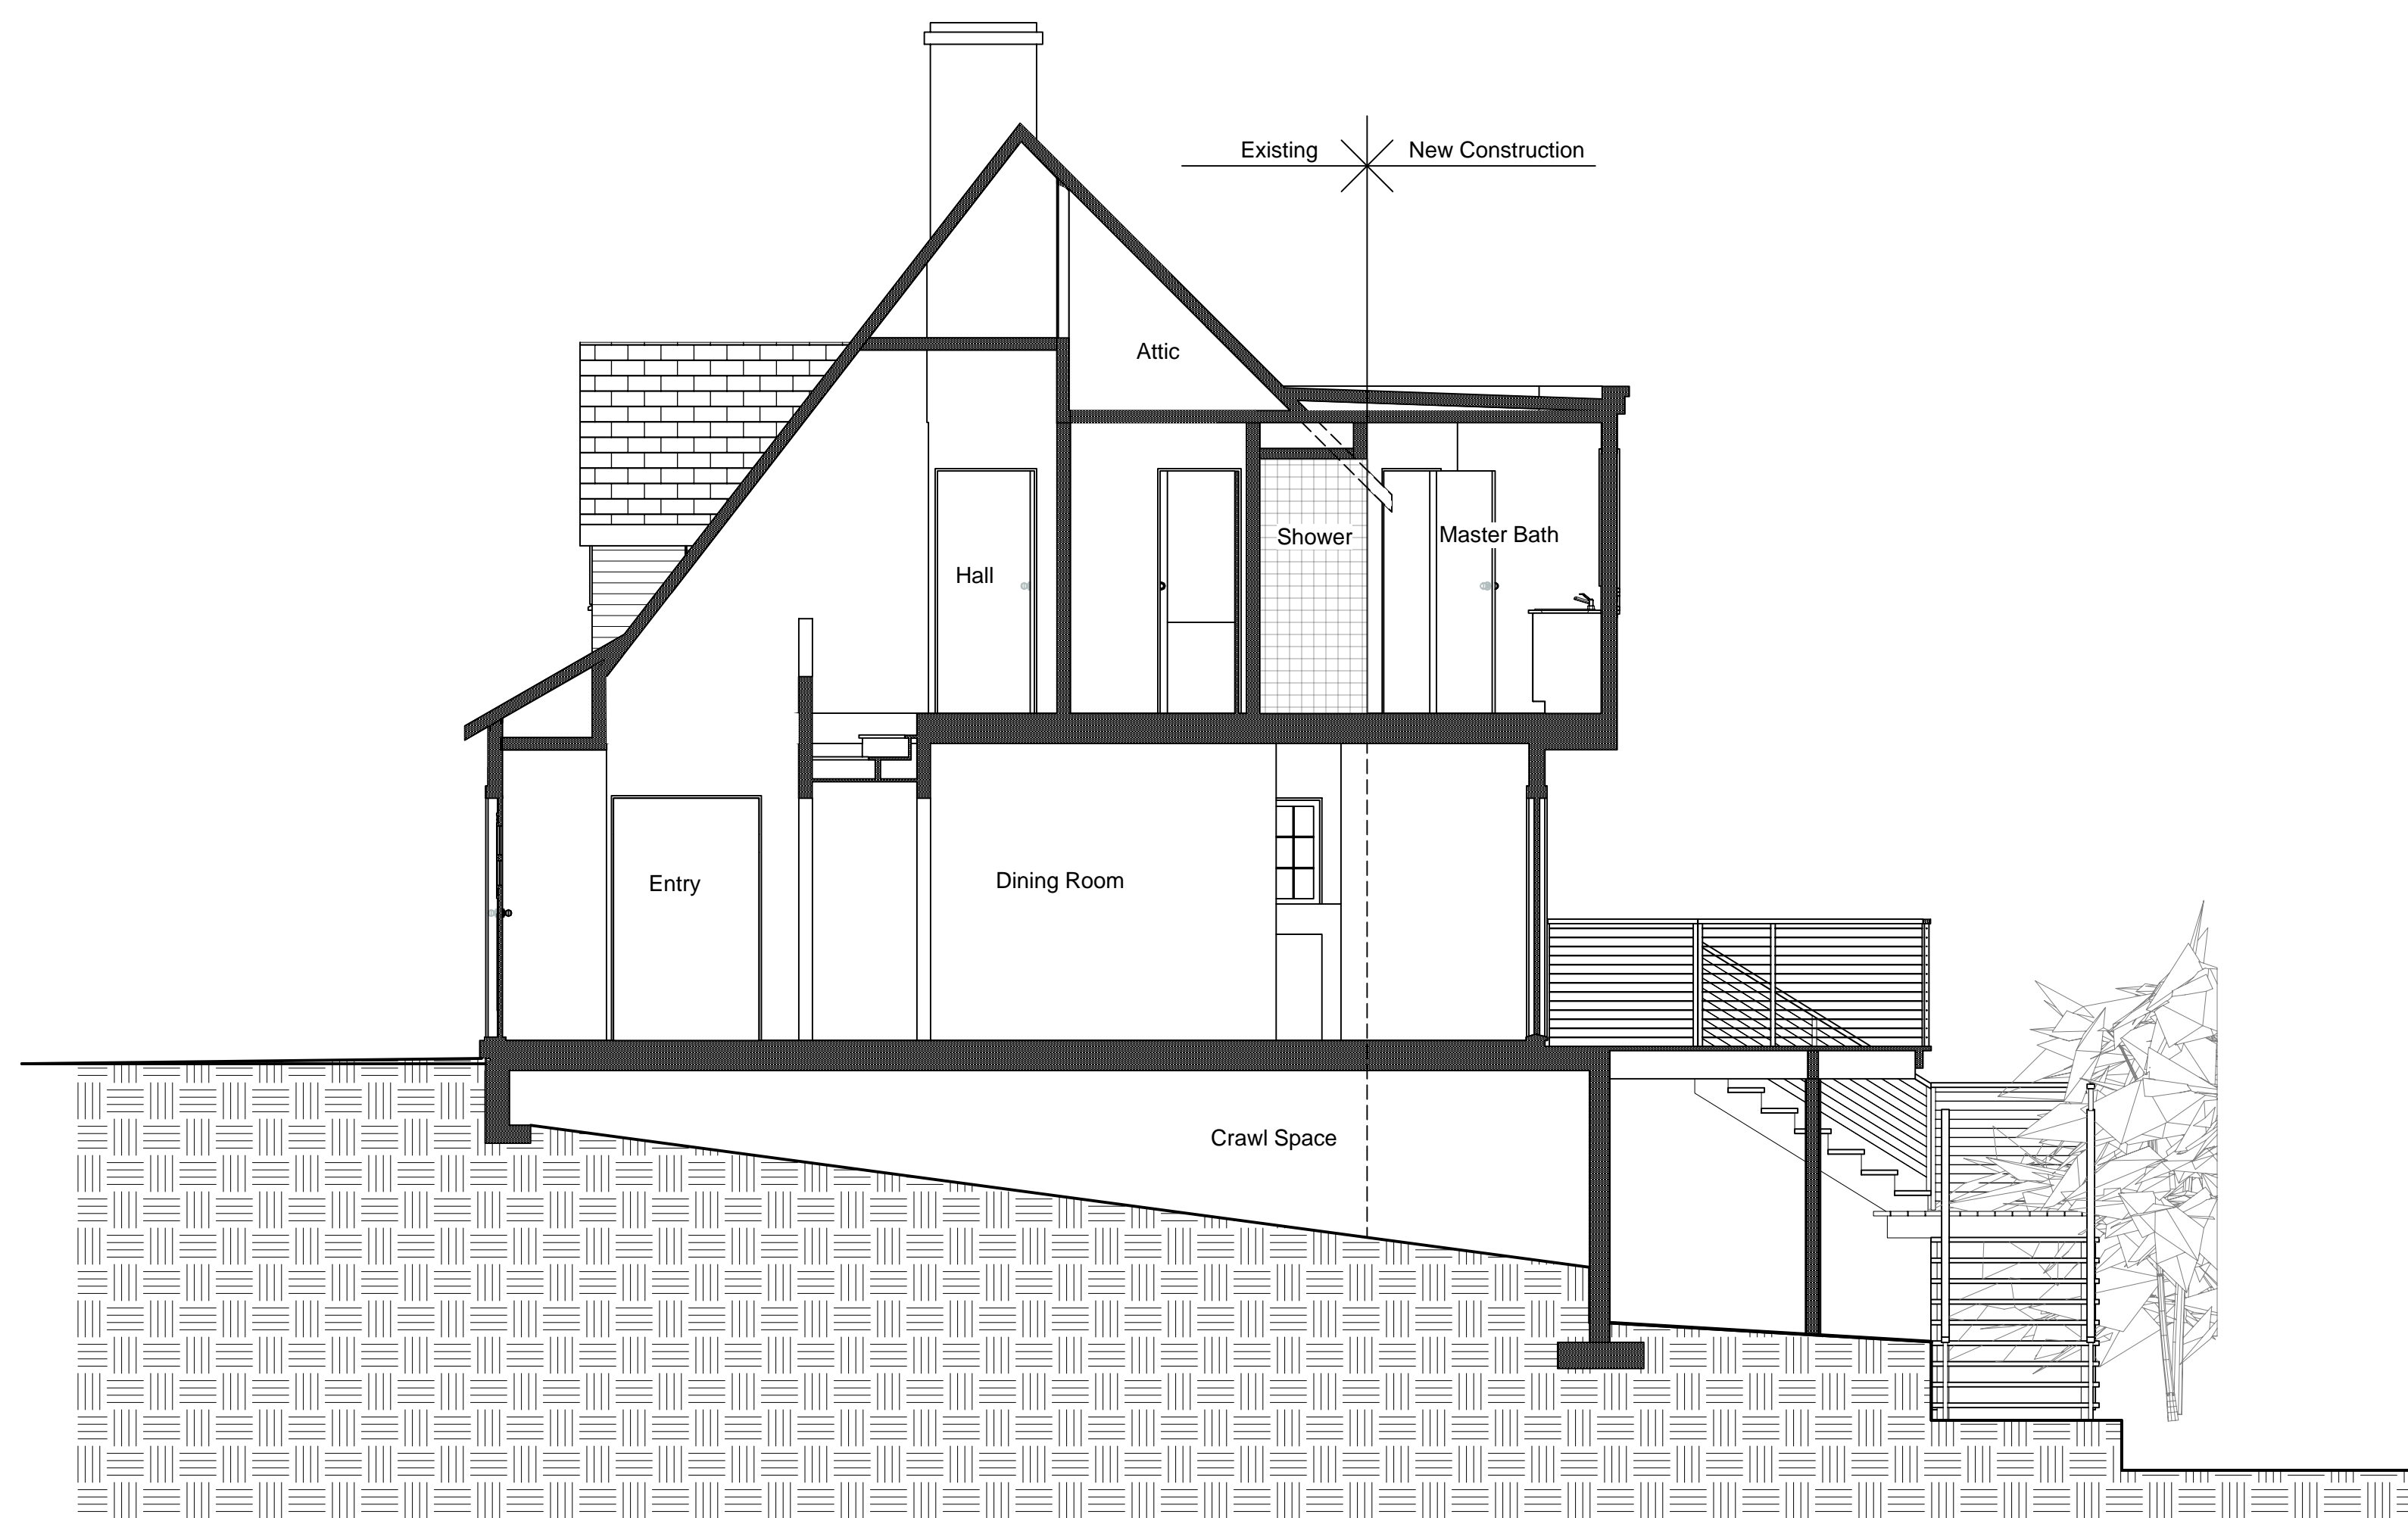 Existing
New Construction
Attic
Shower
Master Bath
Hall
Entry
Dining Room
Crawl Space